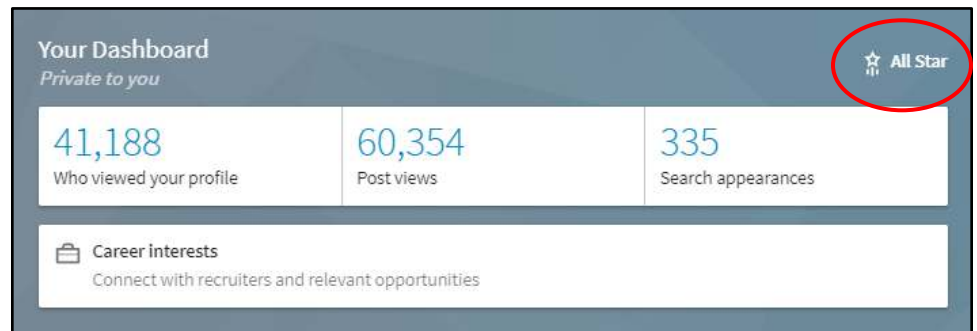 Your Dashboard
Private to you
All Star
41,188
Who viewed your profile
60,354
Post views
335
Search appearances
Career interests
Connect with recruiters and relevant opportunities